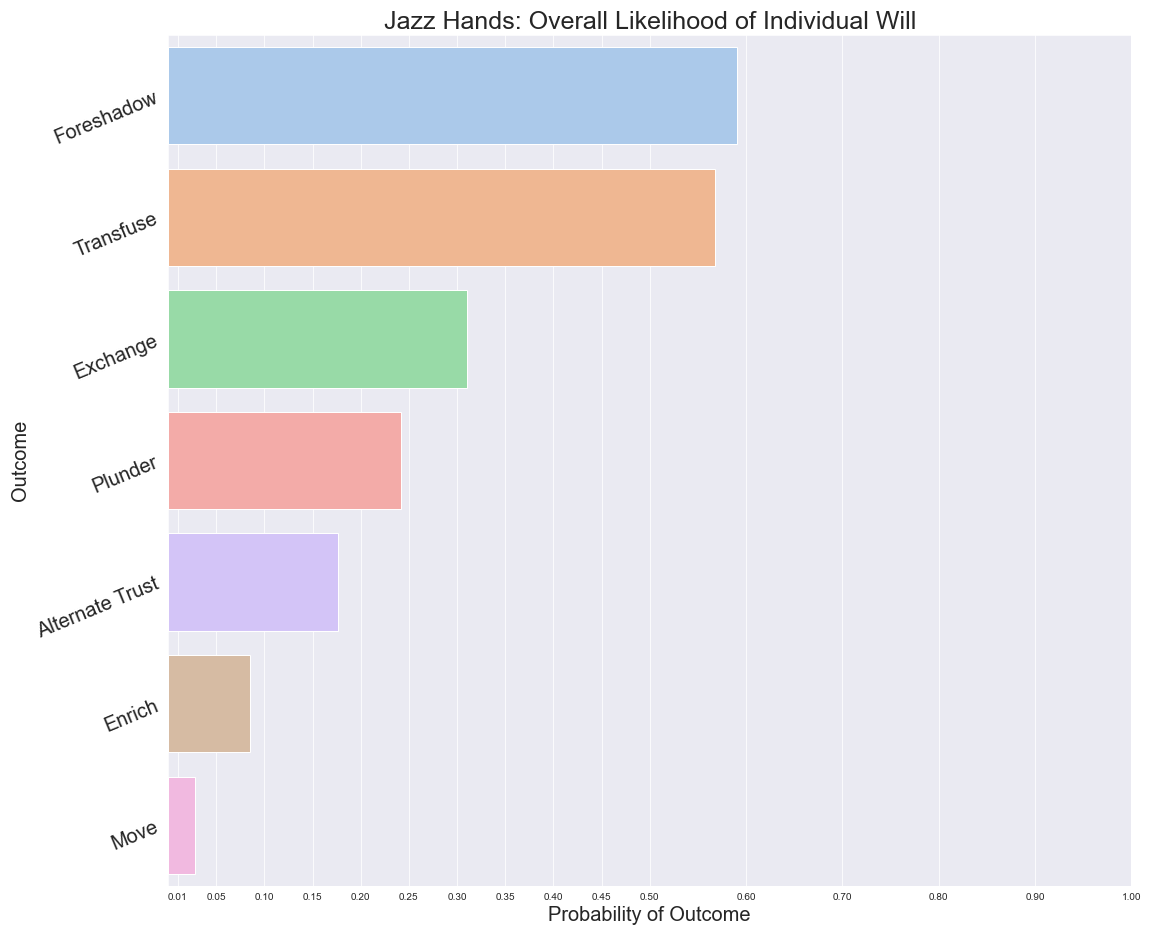 Jazz Hands: Overall Likelihood of Individual Will
Foreshadow
Transfuse
Exchange
Plunder
Alternate Trust
Enrich
Move
Outcome
0.01 0.05 0.10 0.15 0.20 0.25 0.30 0.35 0.40 0.45 0.50 0.60 0.70 0.80 0.90 1.00
Probability of Outcome